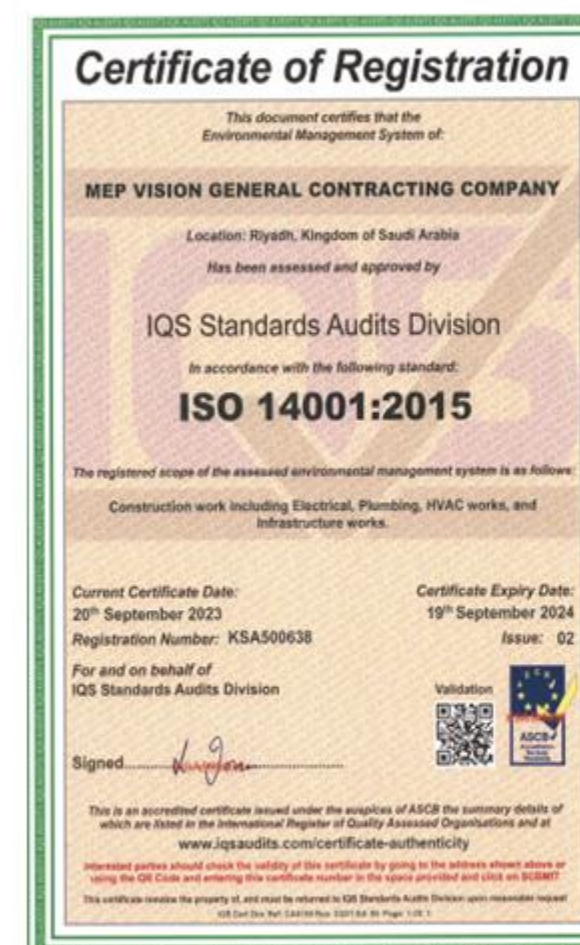 Certificate of Registration
This document certifies that the
Environmental Management System of:
MEP VISION GENERAL CONTRACTING COMPANY
Location: Riyadh, Kingdom of Saudi Arabia
Has been assessed and approved by
IQS Standards Audits Division
In accordance with the following standard:
ISO 14001:2015
The registered scope of the assessed environmental management system is as follows:
Construction work including Electrical, Plumbing, HVAC works, and
Infrastructure works.
Current Certificate Date:
20th September 2023
Certificate Expiry Date:
19th September 2024
Registration Number: KSA500638
Issue: 02
For and on behalf of
IQS Standards Audits Division
Validation
ASCB
Signed
This is an accredited certificate issued under the auspices of ASCB the summary details of
which are listed in the International Register of Quality Assessed Organisations and at
www.iqsaudits.com/certificate-authenticity
Interested parties should check the validity of this certificate by going to the address shown above or
using the QR Code and entering this certificate number in the space provided and click on SUBMIT
This certificate remains the property of, and must be returned to IQS Standards Audits Division upon reasonable request